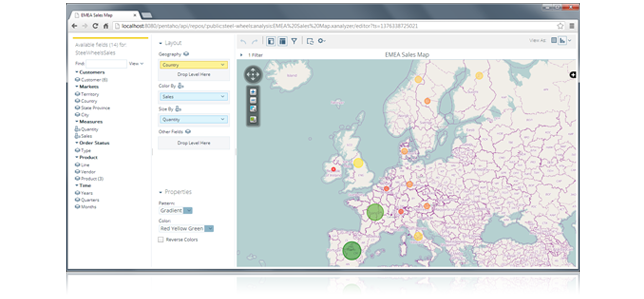 EMEA Sales Map
localhost:8080/pentaho/api/repos/:public:steel-wheels:analysis:EMEA%20Sales%20Map.xanalyzer/editor?ts=1376338725021
Available fields (14) for
SteelWheelsSales
Find:
View
Customers
Customer (6)
Markets
Territory
Country
State Province
City
Measures
Quantity
Sales
Order Status
Type
Product
Line
Vendor
Product (3)
Time
Years
Quarters
Months
Layout
Geography
Country
Drop Level Here
Color By
Sales
Size By
Quantity
Other Fields
Drop Level Here
Properties
Pattern:
Gradient
Color:
Red Yellow Green
Reverse Colors
View As:
1 Filter
EMEA Sales Map